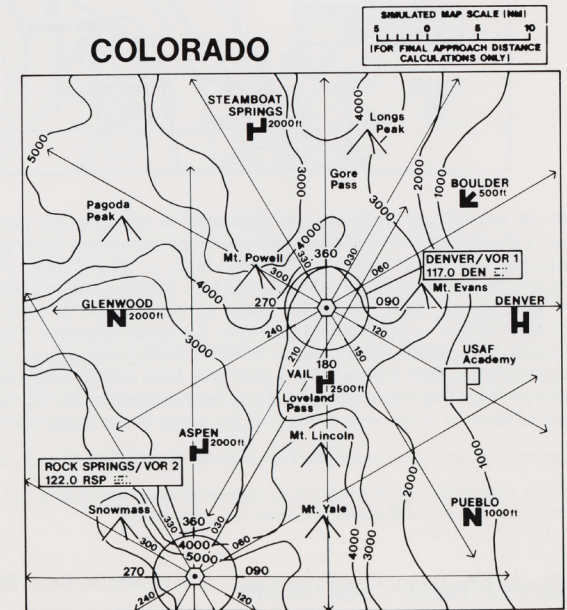 SIMULATED MAP SCALE (NM)
5 0 5 10
(FOR FINAL APPROACH DISTANCE
CALCULATIONS ONLY)
COLORADO
STEAMBOAT
SPRINGS
2000ft
4000
Longs
Peak
5000
3000
Gore
Pass
2000
1000
BOULDER
500ft
3000
Pagoda
Peak
4000
Mt. Powell
330
360
030
300
060
DENVER/VOR 1
117.0 DEN
Mt. Evans
GLENWOOD
N 2000ft
4000
270
090
DENVER
240
120
3000
210
150
180
VAIL
2500ft
Loveland
Pass
USAF
Academy
ASPEN
2000ft
Mt. Lincoln
1000
ROCK SPRINGS/VOR 2
122.0 RSP
2000
PUEBLO
N 1000ft
Snowmass
330
360
030
Mt. Yale
300
4000
5000
060
4000
3000
270
090
240
120